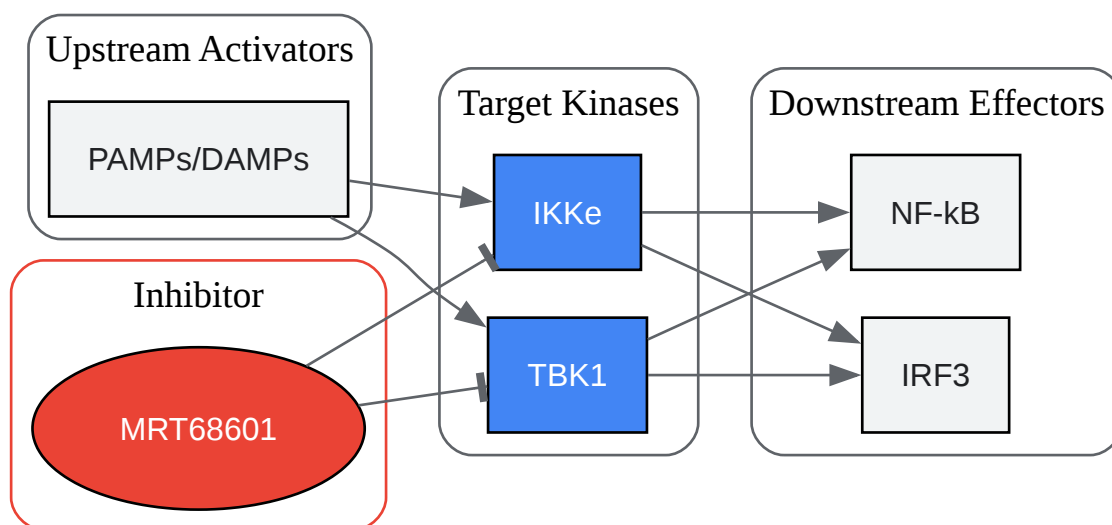 Upstream Activators
PAMPs/DAMPs
Inhibitor
MRT68601
Target Kinases
IKKe
TBK1
Downstream Effectors
NF-kB
IRF3